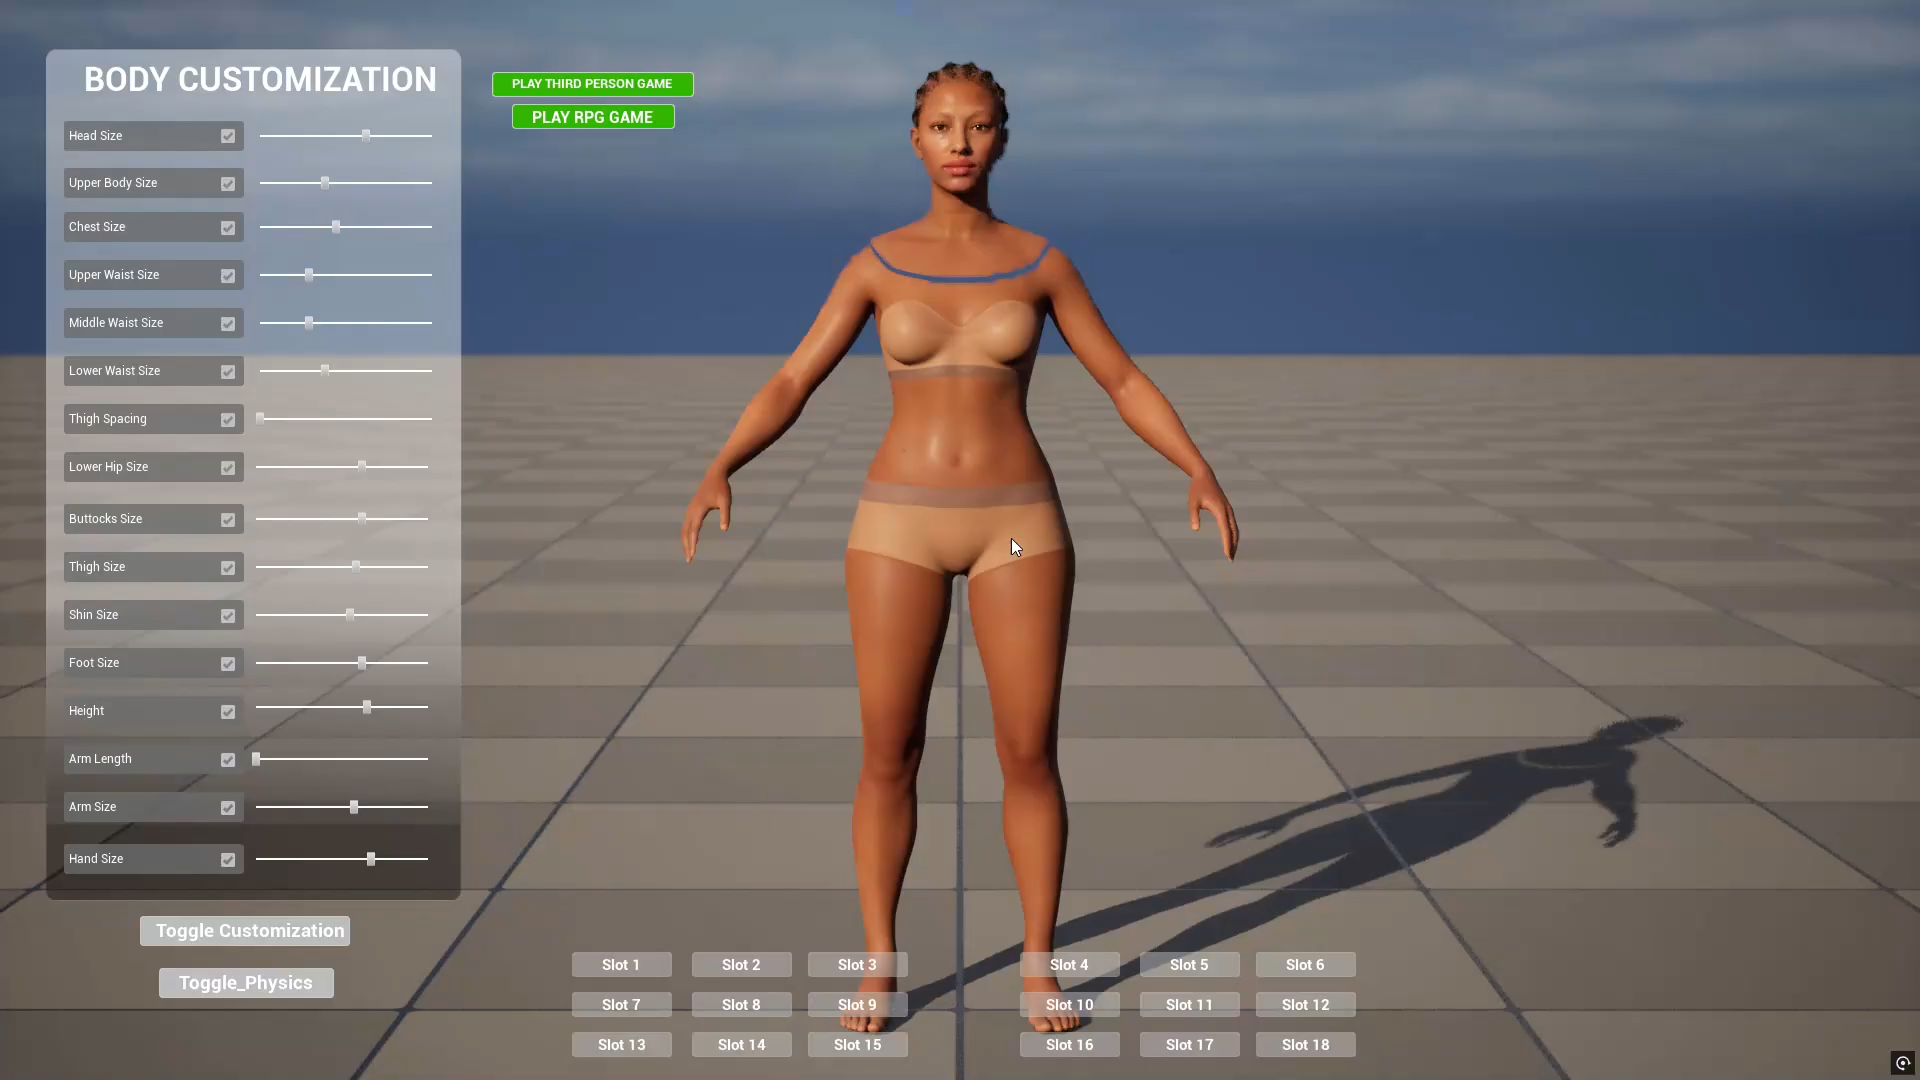 BODY CUSTOMIZATION
Head Size
Upper Body Size
Chest Size
Upper Waist Size
Middle Waist Size
Lower Waist Size
Thigh Spacing
Lower Hip Size
Buttocks Size
Thigh Size
Shin Size
Foot Size
Height
Arm Length
Arm Size
Hand Size
Toggle Customization
Toggle_Physics
PLAY THIRD PERSON GAME
PLAY RPG GAME
Slot 1 Slot 2 Slot 3 Slot 4 Slot 5 Slot 6
Slot 7 Slot 8 Slot 9 Slot 10 Slot 11 Slot 12
Slot 13 Slot 14 Slot 15 Slot 16 Slot 17 Slot 18